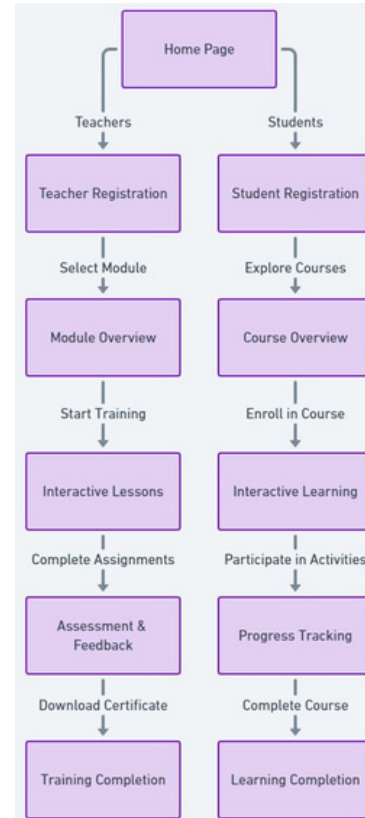 Home Page
Teachers
Students
Teacher Registration
Student Registration
Select Module
Explore Courses
Module Overview
Course Overview
Start Training
Enroll in Course
Interactive Lessons
Interactive Learning
Complete Assignments
Participate in Activities
Assessment &
Feedback
Progress Tracking
Download Certificate
Complete Course
Training Completion
Learning Completion